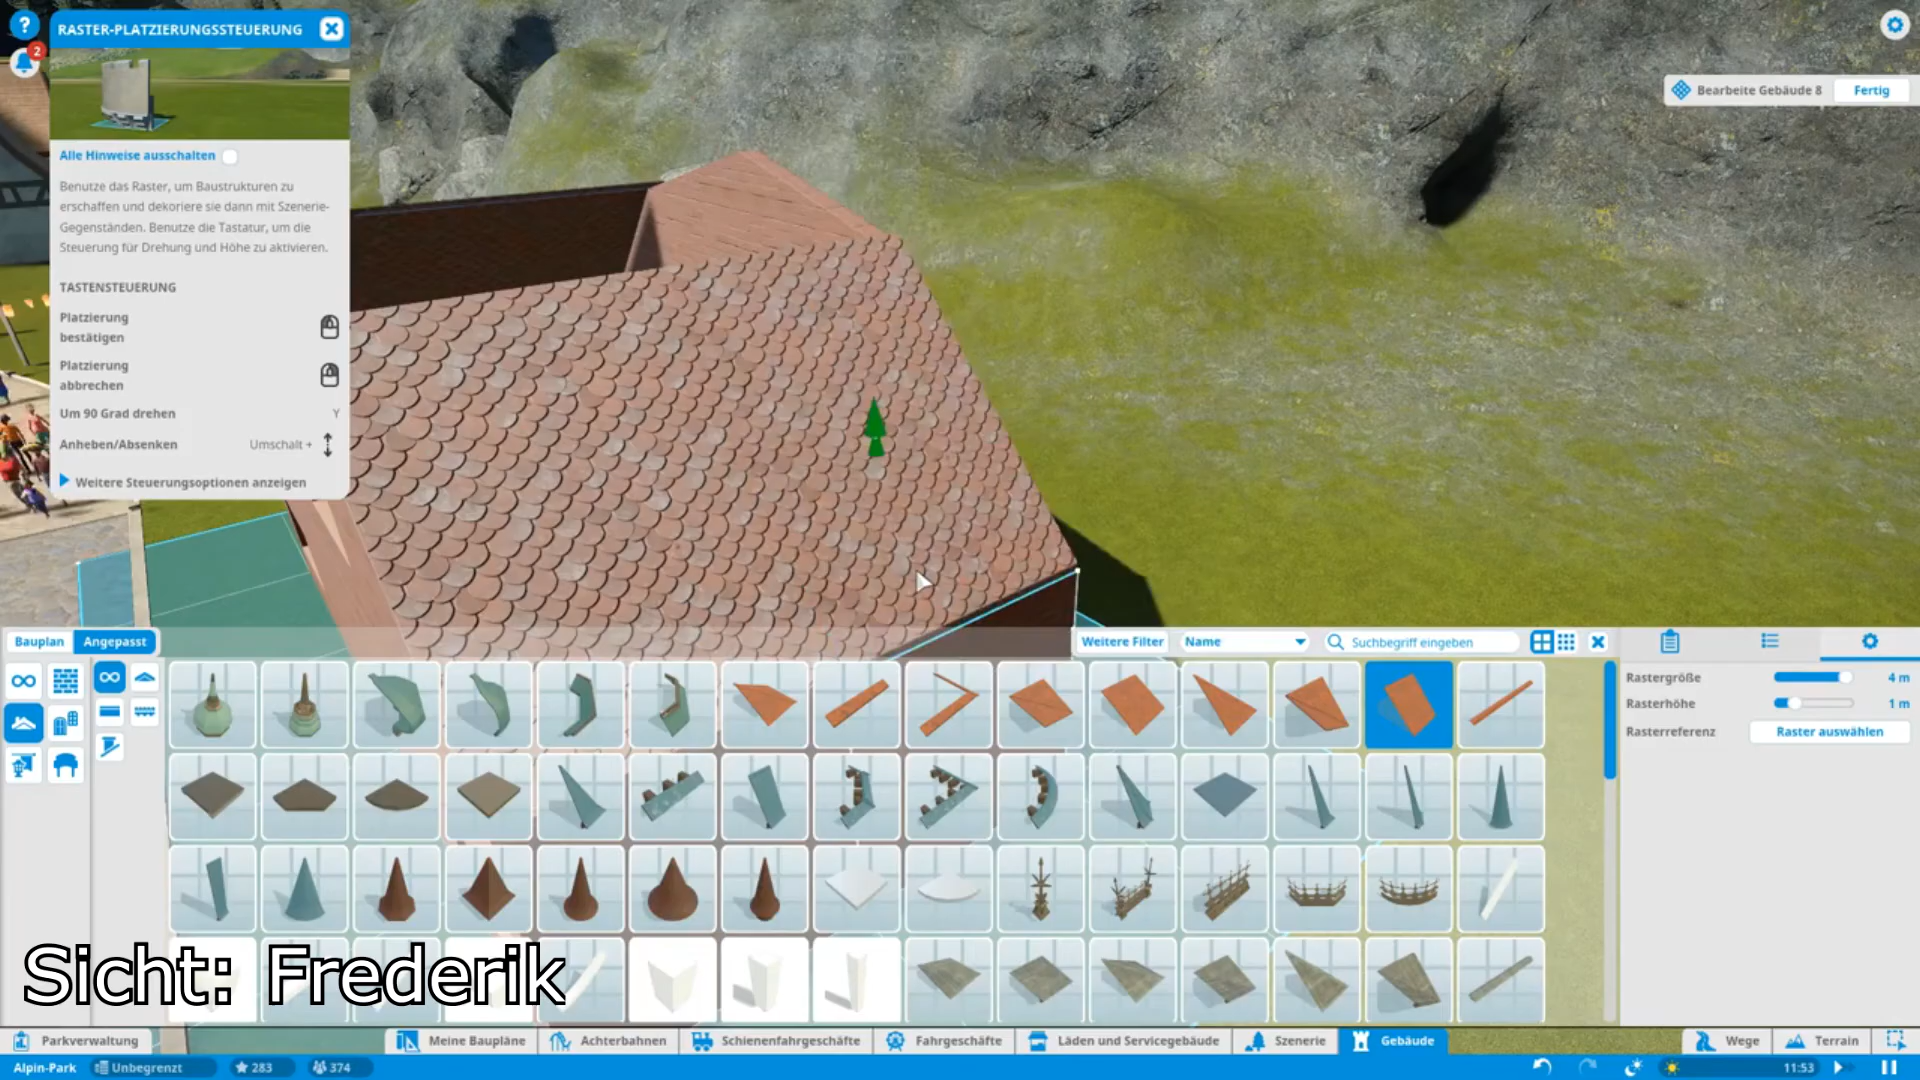 ?
2
RASTER-PLATZIERUNGSSTEUERUNG
Alle Hinweise ausschalten
Benutze das Raster, um Baustrukturen zu
erschaffen und dekoriere sie dann mit Szenerie-
Gegenständen. Benutze die Tastatur, um die
Steuerung für Drehung und Höhe zu aktivieren.
TASTENSTEUERUNG
Platzierung
bestätigen
Platzierung
abbrechen
Um 90 Grad drehen Y
Anheben/Absenken Umschalt +
Weitere Steuerungsoptionen anzeigen
Bearbeite Gebäude 8 Fertig
Bauplan Angepasst
Weitere Filter Name Suchbegriff eingeben
Rastergröße 4 m
Rasterhöhe 1 m
Rasterreferenz Raster auswählen
Sicht: Frederik
Parkverwaltung Meine Baupläne Achterbahnen Schienenfahrgeschäfte Fahrgeschäfte Läden und Servicegebäude Szenerie Gebäude Wege Terrain
Alpin-Park Unbegrenzt 283 374 11:53